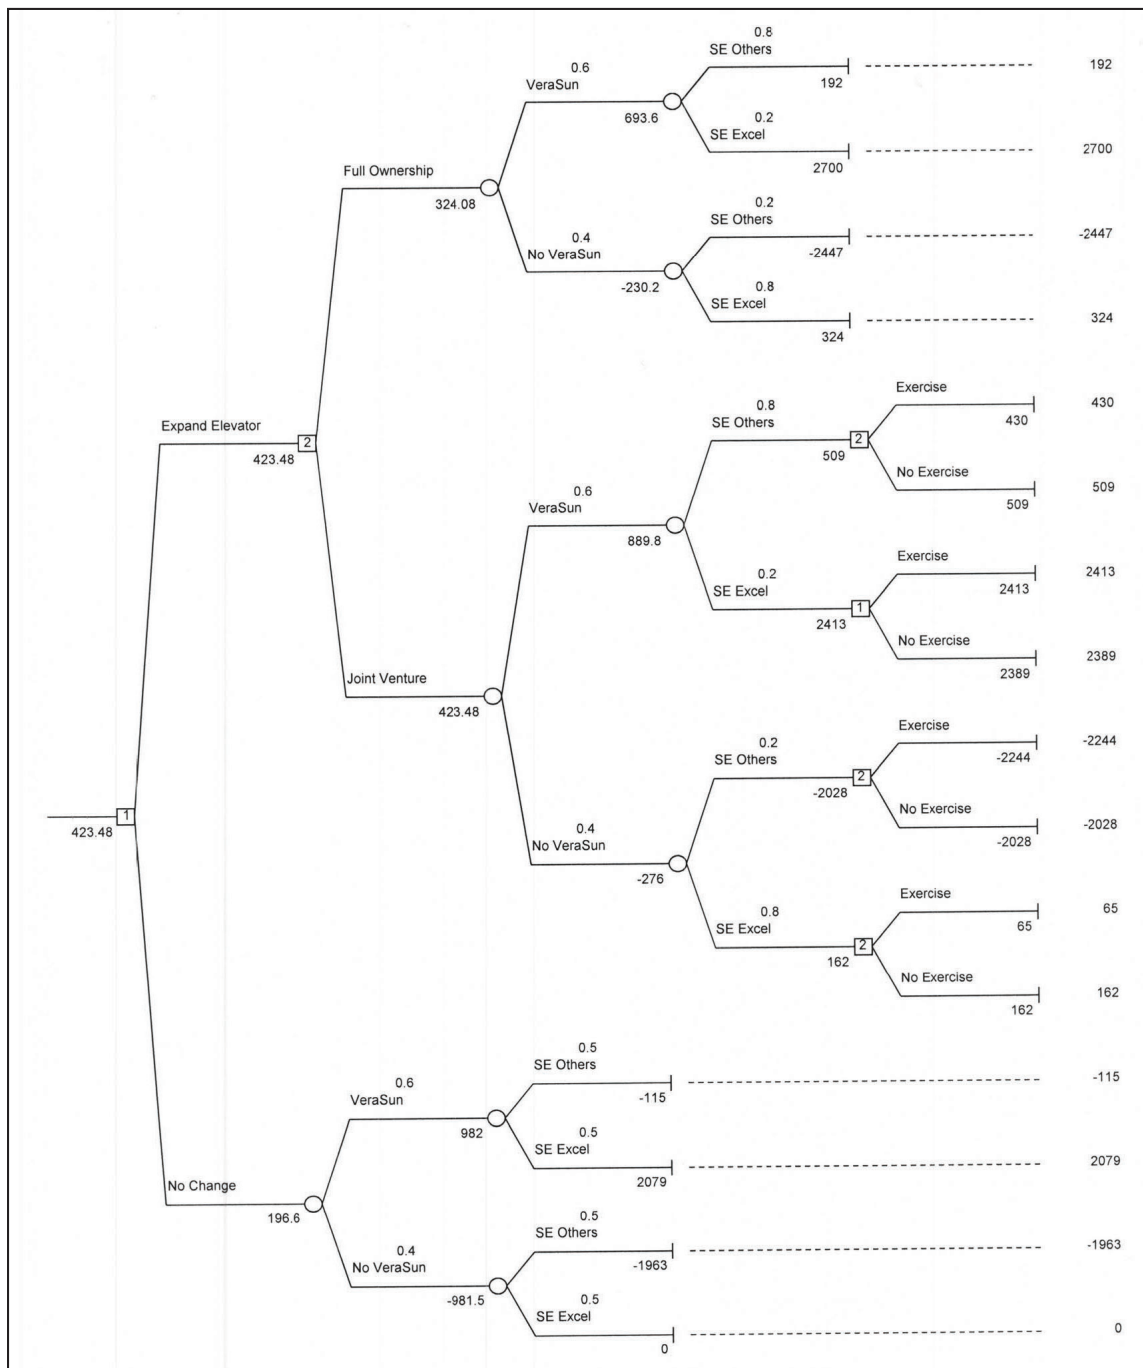 0.8
SE Others
192
192
0.6
VeraSun
693.6
0.2
SE Excel
2700
2700
Full Ownership
324.08
0.2
SE Others
-2447
-2447
0.4
No VeraSun
-230.2
0.8
SE Excel
324
324
Expand Elevator
423.48
2
Exercise
430
430
0.8
SE Others
509
2
No Exercise
509
509
0.6
VeraSun
889.8
Exercise
2413
2413
0.2
SE Excel
2413
1
No Exercise
2389
2389
Joint Venture
423.48
Exercise
-2244
-2244
0.2
SE Others
-2028
2
No Exercise
-2028
-2028
423.48
1
0.4
No VeraSun
-276
Exercise
65
65
0.8
SE Excel
162
2
No Exercise
162
162
0.5
SE Others
-115
-115
0.6
VeraSun
982
0.5
SE Excel
2079
2079
No Change
196.6
0.5
SE Others
-1963
-1963
0.4
No VeraSun
-981.5
0.5
SE Excel
0
0